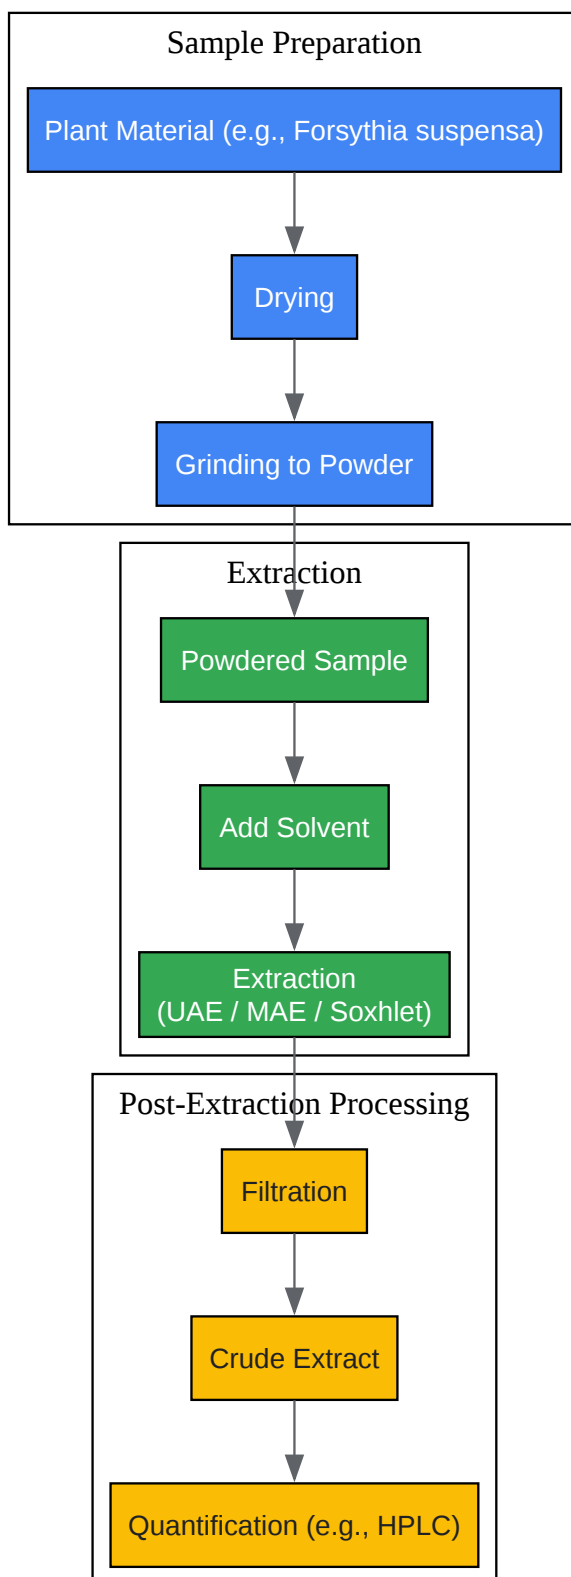 Sample Preparation
Plant Material (e.g., Forsythia suspensa)
Drying
Grinding to Powder
Extraction
Powdered Sample
Add Solvent
Extraction
(UAE / MAE / Soxhlet)
Post-Extraction Processing
Filtration
Crude Extract
Quantification (e.g., HPLC)